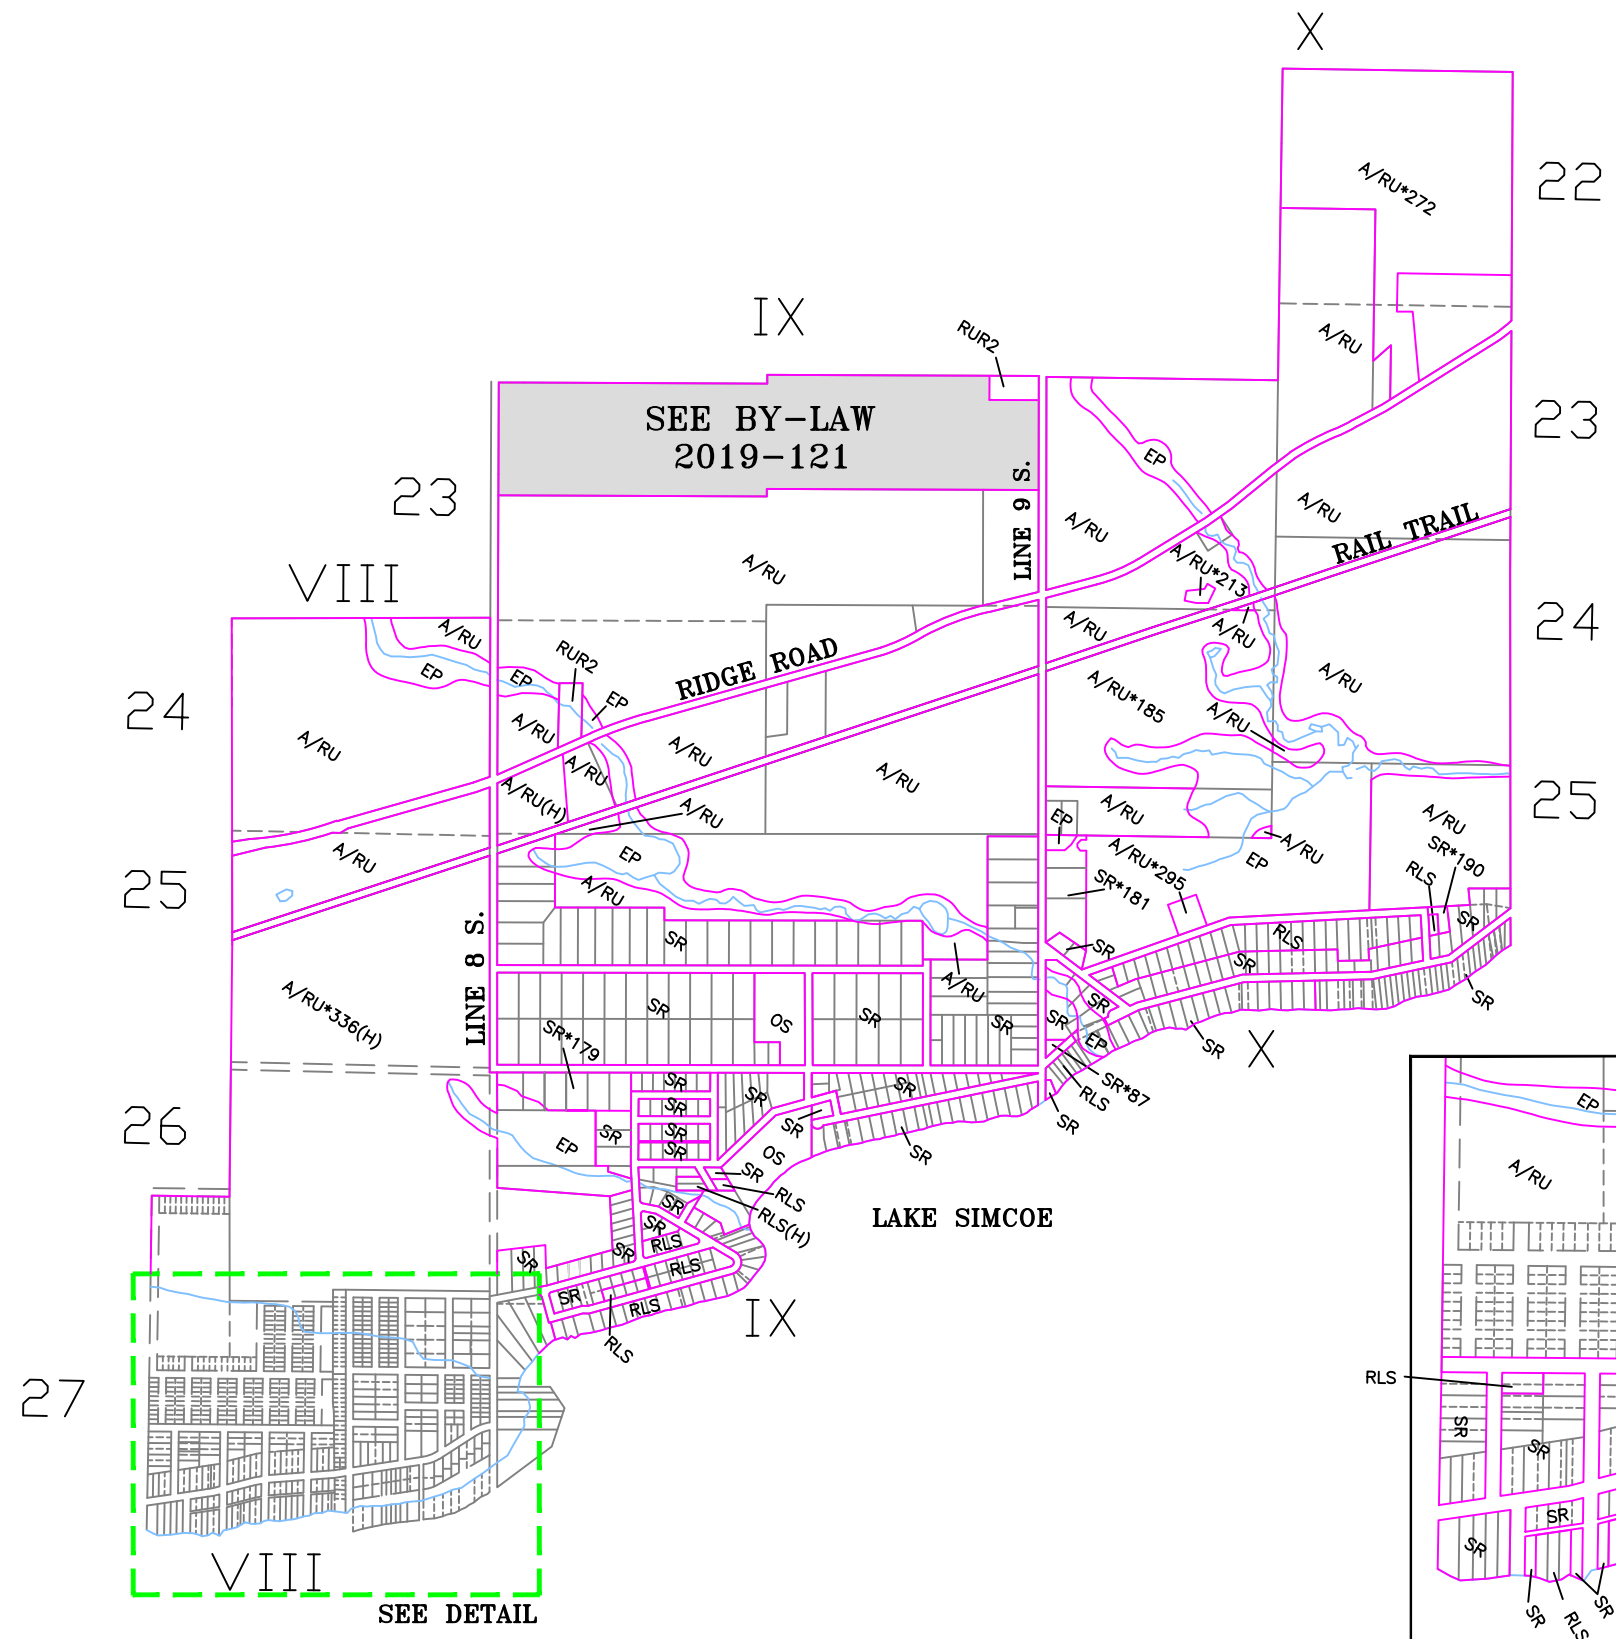 X
22
A/RU*272
A/RU
IX
RUR2
SEE BY-LAW
2019-121
23
23
EP
LINE 9 S.
A/RU
A/RU
RAIL TRAIL
A/RU
A/RU*213
VIII
A/RU
A/RU
A/RU
24
RUR2
EP
EP
EP
RIDGE ROAD
A/RU
A/RU*185
24
A/RU
A/RU
A/RU
A/RU
A/RU
A/RU
A/RU(H)
A/RU
25
A/RU
EP
A/RU
A/RU
A/RU
EP
A/RU*295
EP
SR*190
RLS
25
A/RU
SR*181
LINE 8 S.
SR
SR
RLS
SR
SR
A/RU*336(H)
A/RU
SR
OS
SR
SR
SR
SR
SR
EP
SR
X
SR*179
SR
SR
SR
SR*87
RLS
SR
26
SR
SR
SR
SR
SR
SR
EP
OS
SR
RLS
RLS(H)
SR
SR
LAKE SIMCOE
SR
RLS
SR
RLS
SR
RLS
RLS
IX
27
VIII
SEE DETAIL
EP
A/RU
RLS
SR
SR
SR
SR
SR
RLS
SR